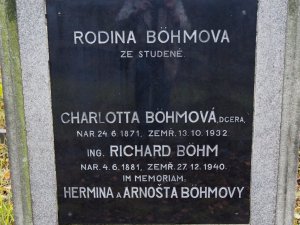 RODINA BÖHMOVA
ZE STUDENÉ.
CHARLOTTA BÖHMOVÁ, DCERA,
NAR. 24. 6. 1871, ZEMŘ. 13. 10. 1932.
ING. RICHARD BÖHM
NAR. 4. 6. 1881, ZEMŘ. 27. 12. 1940.
IN MEMORIAM:
HERMINA A ARNOŠTA BÖHMOVY